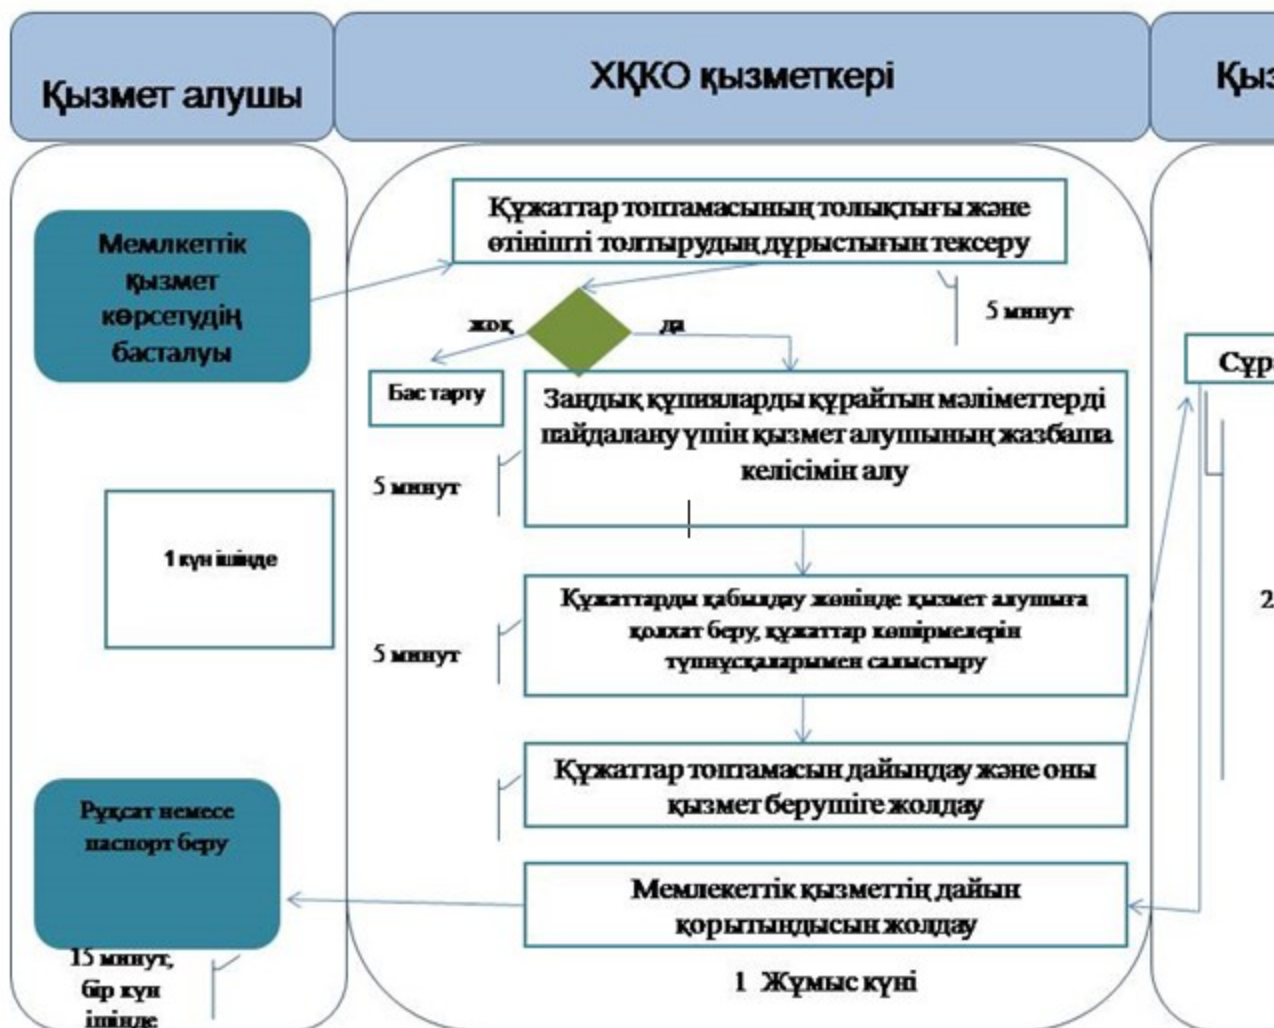 Қызмет алушы
ХҚКО қызметкері
Қыз
Мемлкеттік
қызмет
көрсетудің
басталуы
1 күн ішінде
Рұқсат немесе
паспорт беру
15 минут,
бір күн
ішінде
Құжаттар топтамасының толықтығы және
өтінішті толтырудың дұрыстығын тексеру
5 минут
жоқ
да
Бас тарту
Заңдық құпияларды құрайтын мәліметтерді
пайдалану үшін қызмет алушының жазбаша
келісімін алу
5 минут
Құжаттарды қабылдау жөнінде қызмет алушыға
қолхат беру, құжаттар көшірмелерін
түпнұсқаларымен салыстыру
5 минут
Құжаттар топтамасын дайындау және оны
қызмет берушіге жолдау
Мемлекеттік қызметтің дайын
қорытындысын жолдау
1 Жұмыс күні
Сұр
2